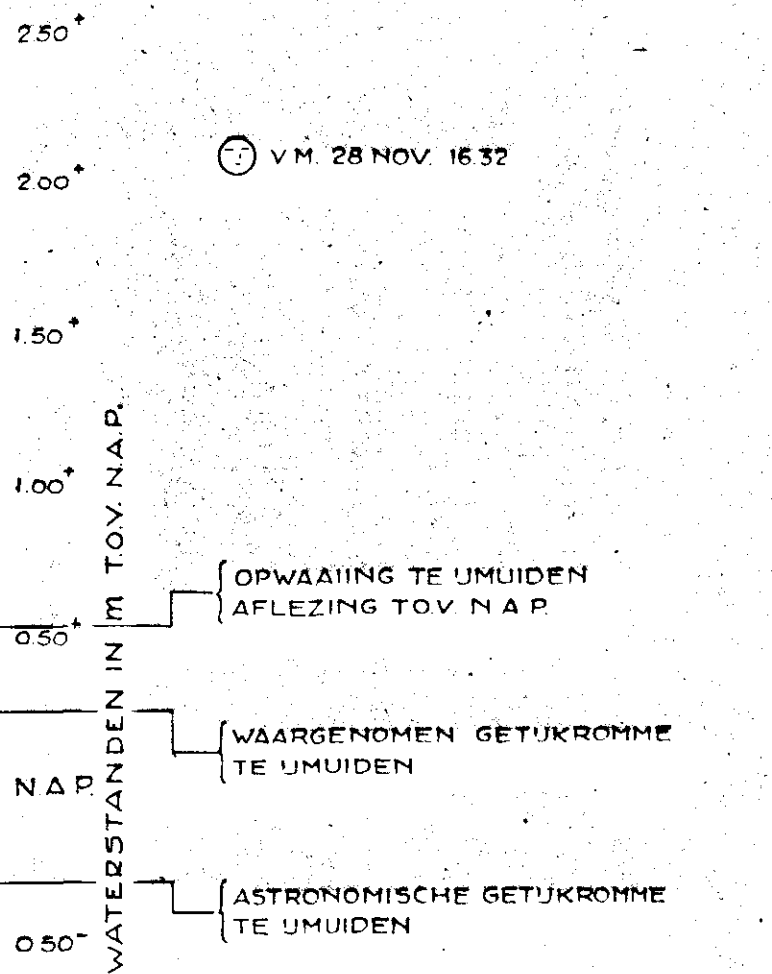 2.50+
V M. 28 NOV. 16.32
2.00+
1.50+
1.00+
WATERSTANDEN IN m T.O.V. N.A.P.
OPWAAIING TE IJMUIDEN
AFLEZING T.O.V. N A P.
0.50+
WAARGENOMEN GETIJKROMME
TE IJMUIDEN
N.A.P.
ASTRONOMISCHE GETIJKROMME
TE IJMUIDEN
0 50-